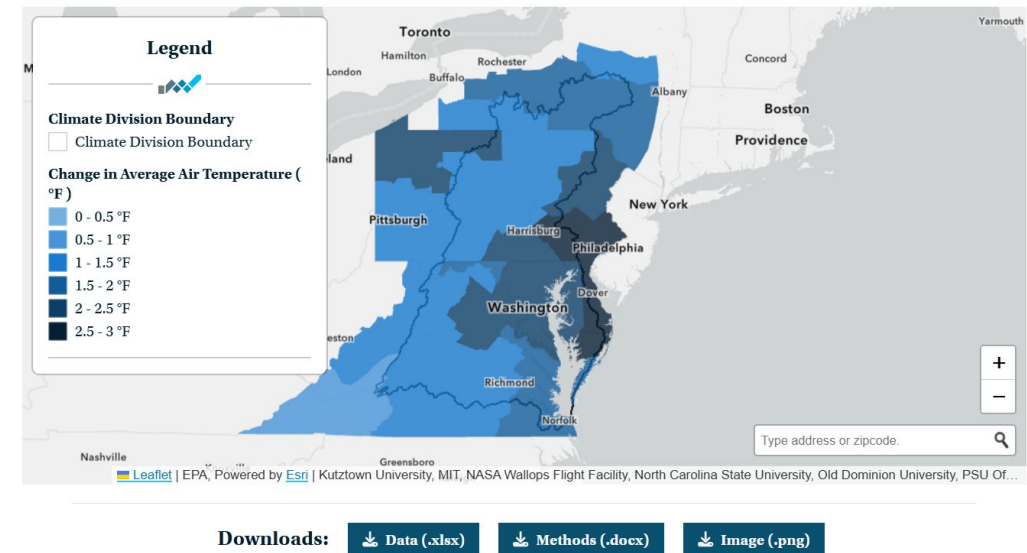 Legend
Climate Division Boundary
Climate Division Boundary
Change in Average Air Temperature (
°F )
0 - 0.5 °F
0.5 - 1 °F
1 - 1.5 °F
1.5 - 2 °F
2 - 2.5 °F
2.5 - 3 °F
M
Toronto
Hamilton
London
Buffalo
Rochester
Albany
Concord
Yarmouth
Boston
Providence
land
Pittsburgh
New York
Harrisburg
Philadelphia
Dover
Washington
eston
Richmond
Norfolk
Nashville
Greensboro
+
−
Type address or zipcode.
Leaflet | EPA, Powered by Esri | Kutztown University, MIT, NASA Wallops Flight Facility, North Carolina State University, Old Dominion University, PSU Of…
Downloads:
Data (.xlsx)
Methods (.docx)
Image (.png)